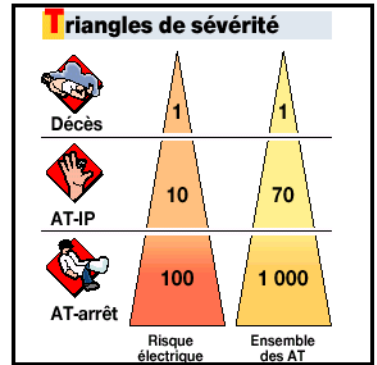 Triangles de sévérité
Décès
1
1
AT-IP
10
70
AT-arrêt
100
1 000
Risque
électrique
Ensemble
des AT